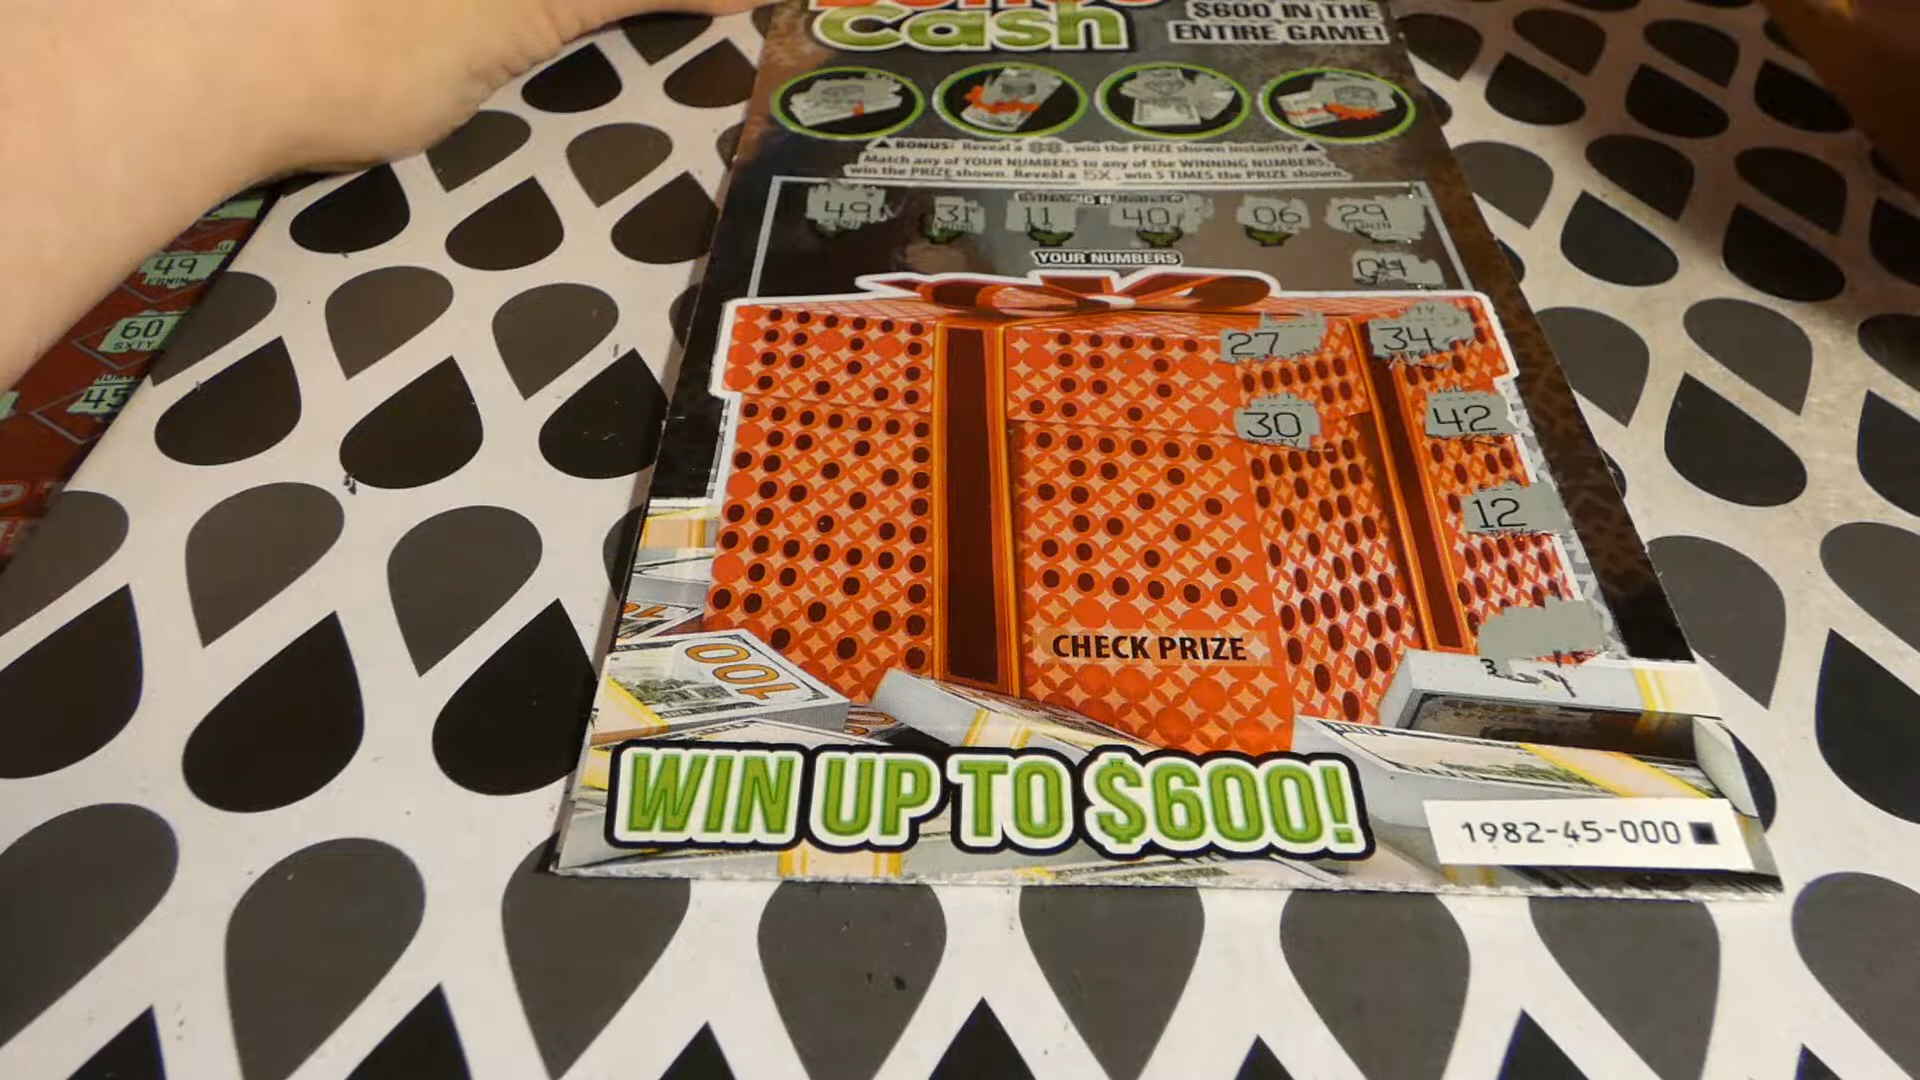 Cash
$600 IN THE
ENTIRE GAME!
BONUS: Reveal a , win the PRIZE shown instantly!
Match any of YOUR NUMBERS to any of the WINNING NUMBERS,
win the PRIZE shown. Reveal a 5X, win 5 TIMES the PRIZE shown.
WINNING NUMBERS
49 31 11 40 06 29
YOUR NUMBERS
04
27 34
30 42
12
CHECK PRIZE
100
WIN UP TO $600!
1982-45-000
49
60
SXTY
45